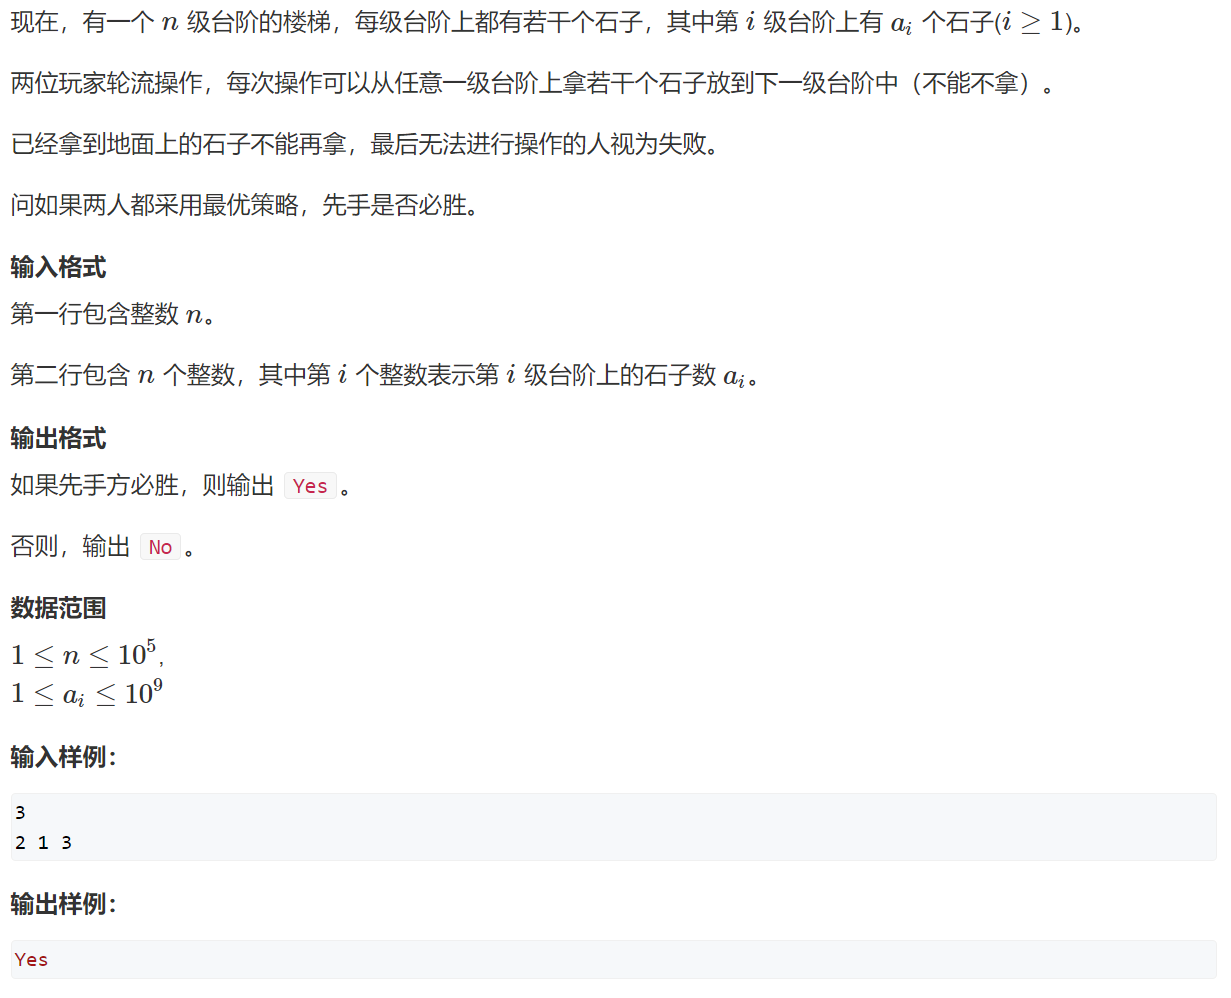 现在，有一个 n 级台阶的楼梯，每级台阶上都有若干个石子，其中第 i 级台阶上有 a_i 个石子(i ≥ 1)。
两位玩家轮流操作，每次操作可以从任意一级台阶上拿若干个石子放到下一级台阶中（不能不拿）。
已经拿到地面上的石子不能再拿，最后无法进行操作的人视为失败。
问如果两人都采用最优策略，先手是否必胜。
输入格式
第一行包含整数 n。
第二行包含 n 个整数，其中第 i 个整数表示第 i 级台阶上的石子数 a_i。
输出格式
如果先手方必胜，则输出 Yes 。
否则，输出 No 。
数据范围
1 ≤ n ≤ 10^5,
1 ≤ a_i ≤ 10^9
输入样例：
3
2 1 3
输出样例：
Yes